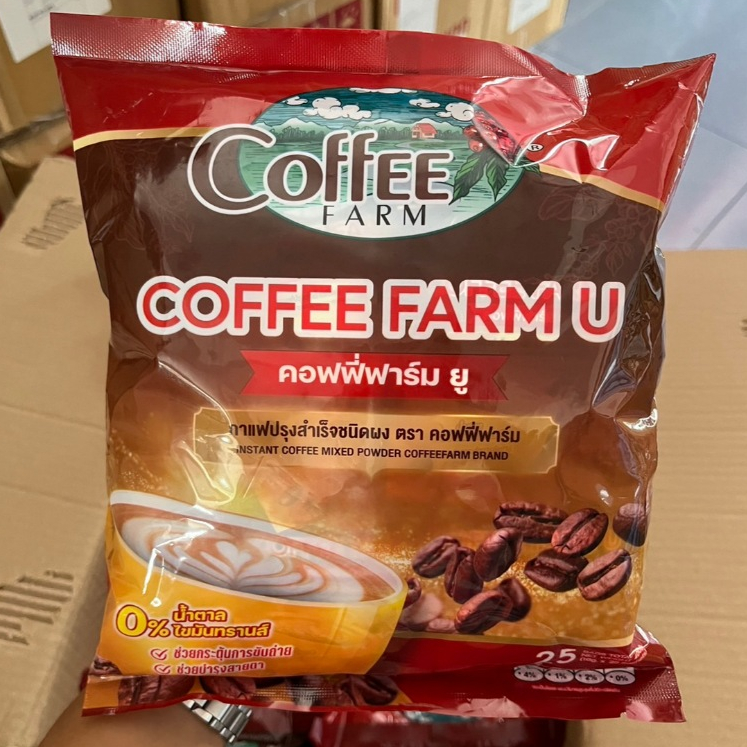 Coffee
FARM
®
COFFEE FARM U
คอฟฟี่ฟาร์ม ยู
กาแฟปรุงสำเร็จชนิดผง ตรา คอฟฟี่ฟาร์ม
INSTANT COFFEE MIXED POWDER COFFEEFARM BRAND
0% น้ำตาล
ไขมันทรานส์
ช่วยกระตุ้นการขับถ่าย
ช่วยบำรุงสายตา
25
4% 1% 2% 0%